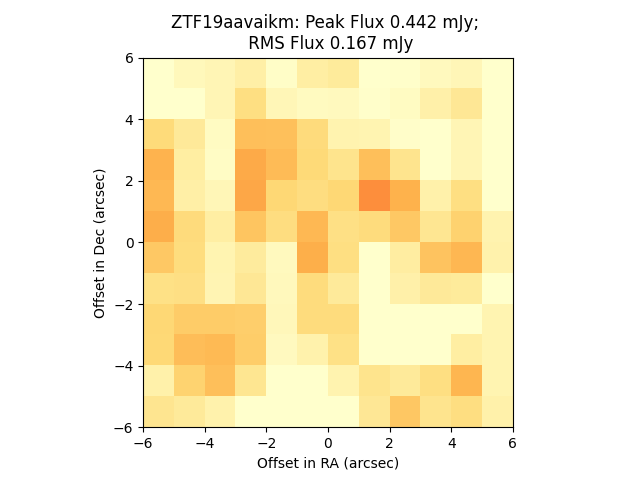 ZTF19aavaikm: Peak Flux 0.442 mJy;
RMS Flux 0.167 mJy
6
4
2
0
−2
−4
−6
Offset in Dec (arcsec)
−6 −4 −2 0 2 4 6
Offset in RA (arcsec)